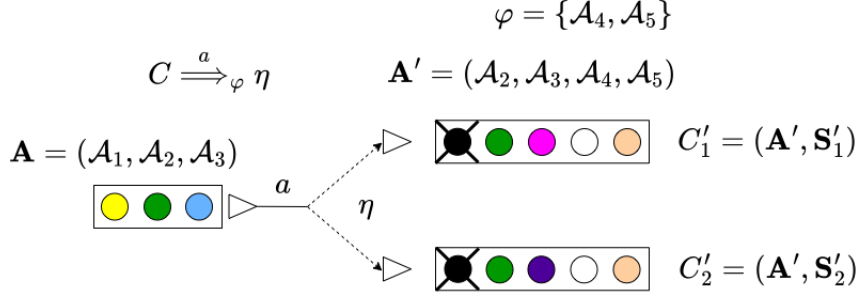 φ = {𝒜₄, 𝒜₅}
C ⟹ᵃ_φ η
𝐀′ = (𝒜₂, 𝒜₃, 𝒜₄, 𝒜₅)
𝐀 = (𝒜₁, 𝒜₂, 𝒜₃)
C′₁ = (𝐀′, 𝐒′₁)
a
η
C′₂ = (𝐀′, 𝐒′₂)